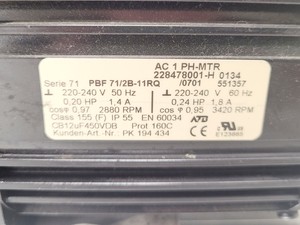 AC 1 PH-MTR
228478001-H 0134
Serie 71 PBF 71/2B-11RQ /0701 551357
⊥ 220-240 V 50 Hz ⊥ 220-240 V 60 Hz
0,20 HP 1,4 A 0,24 HP 1,8 A
cos φ 0,97 2880 RPM cos φ 0,95 3420 RPM
Class 155 (F) IP 55 EN 60034
CB12uF450VDB Prot 160C E123965
Kunden-Art.-Nr. PK 194 434